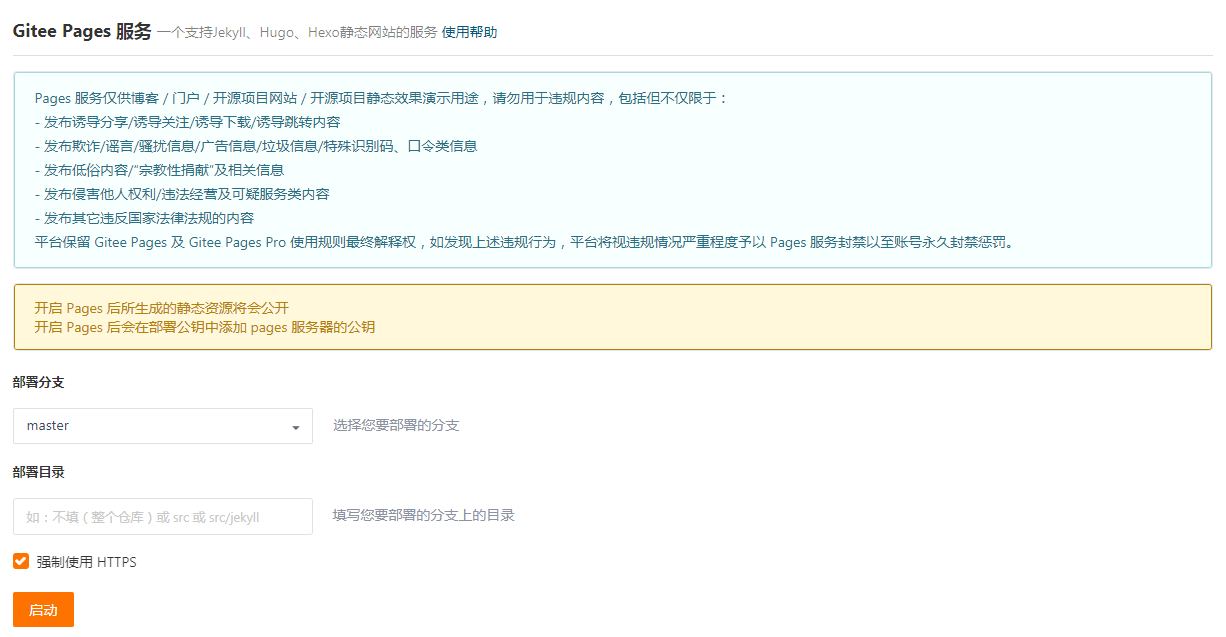 Gitee Pages 服务 一个支持Jekyll、Hugo、Hexo静态网站的服务 使用帮助
Pages 服务仅供博客 / 门户 / 开源项目网站 / 开源项目静态效果演示用途，请勿用于违规内容，包括但不仅限于：
- 发布诱导分享/诱导关注/诱导下载/诱导跳转内容
- 发布欺诈/谣言/骚扰信息/广告信息/垃圾信息/特殊识别码、口令类信息
- 发布低俗内容/“宗教性捐献”及相关信息
- 发布侵害他人权利/违法经营及可疑服务类内容
- 发布其它违反国家法律法规的内容
平台保留 Gitee Pages 及 Gitee Pages Pro 使用规则最终解释权，如发现上述违规行为，平台将视违规情况严重程度予以 Pages 服务封禁以至账号永久封禁惩罚。
开启 Pages 后所生成的静态资源将会公开
开启 Pages 后会在部署公钥中添加 pages 服务器的公钥
部署分支
master 选择您要部署的分支
部署目录
如：不填（整个仓库）或 src 或 src/jekyll 填写您要部署的分支上的目录
强制使用 HTTPS
启动